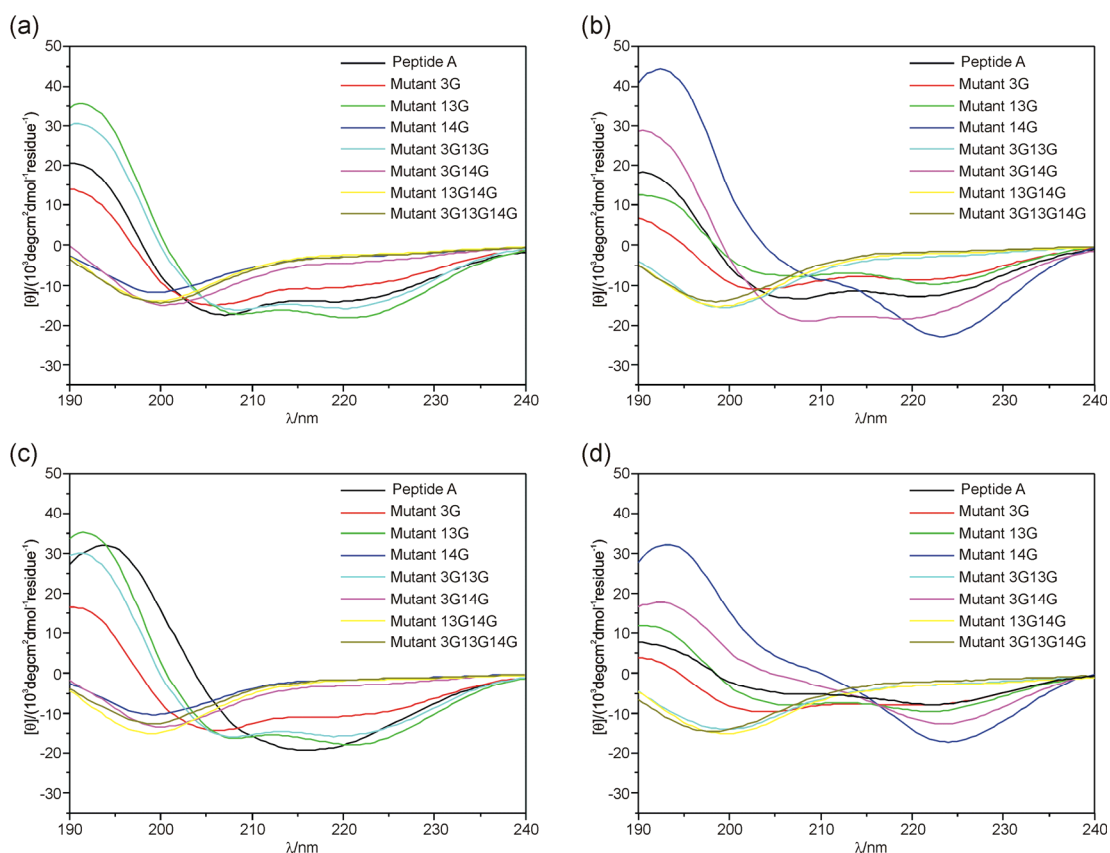 (a)
[θ]/(10³degcm²dmol⁻¹residue⁻¹)
50
40
30
20
10
0
-10
-20
-30
190 200 210 220 230 240
λ/nm
Peptide A
Mutant 3G
Mutant 13G
Mutant 14G
Mutant 3G13G
Mutant 3G14G
Mutant 13G14G
Mutant 3G13G14G
(b)
[θ]/(10³degcm²dmol⁻¹residue⁻¹)
50
40
30
20
10
0
-10
-20
-30
190 200 210 220 230 240
λ/nm
Peptide A
Mutant 3G
Mutant 13G
Mutant 14G
Mutant 3G13G
Mutant 3G14G
Mutant 13G14G
Mutant 3G13G14G
(c)
[θ]/(10³degcm²dmol⁻¹residue⁻¹)
50
40
30
20
10
0
-10
-20
-30
190 200 210 220 230 240
λ/nm
Peptide A
Mutant 3G
Mutant 13G
Mutant 14G
Mutant 3G13G
Mutant 3G14G
Mutant 13G14G
Mutant 3G13G14G
(d)
[θ]/(10³degcm²dmol⁻¹residue⁻¹)
50
40
30
20
10
0
-10
-20
-30
190 200 210 220 230 240
λ/nm
Peptide A
Mutant 3G
Mutant 13G
Mutant 14G
Mutant 3G13G
Mutant 3G14G
Mutant 13G14G
Mutant 3G13G14G